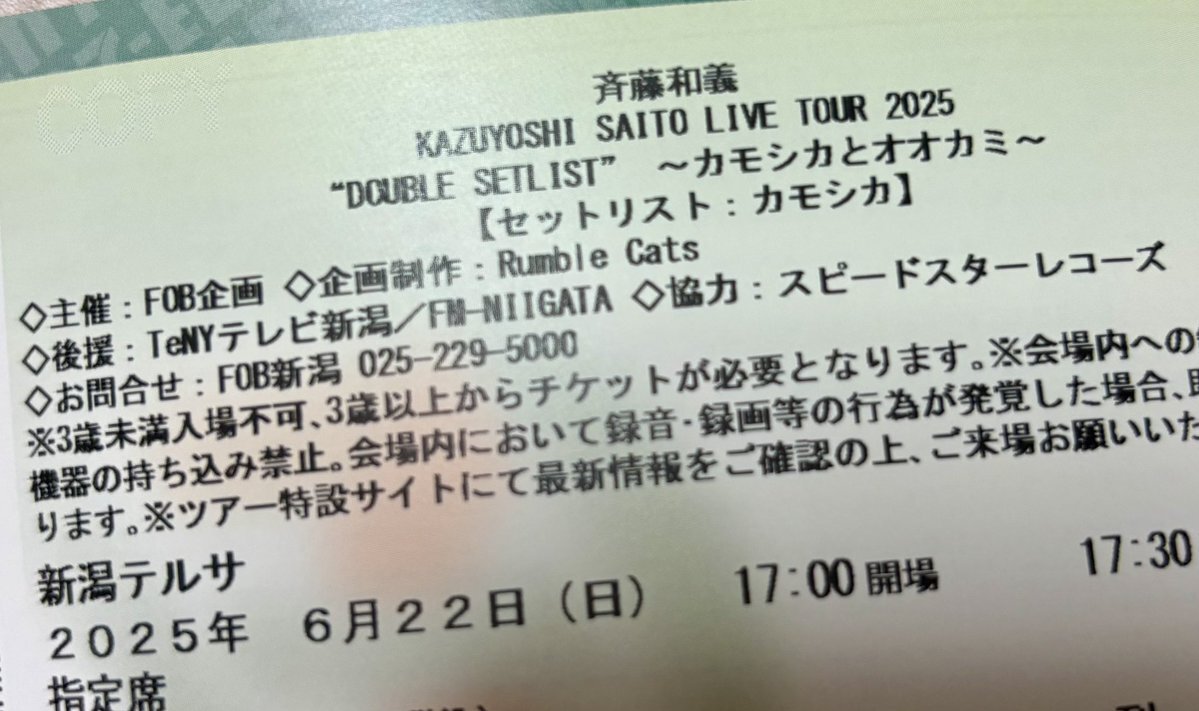 COPY
斉藤和義
KAZUYOSHI SAITO LIVE TOUR 2025
“DOUBLE SETLIST” ～カモシカとオオカミ～
【セットリスト：カモシカ】
◇主催：FOB企画 ◇企画制作：Rumble Cats
◇後援：TeNYテレビ新潟／FM-NIIGATA ◇協力：スピードスターレコーズ
◇お問合せ：FOB新潟 025-229-5000
※3歳未満入場不可、3歳以上からチケットが必要となります。※会場内への
機器の持ち込み禁止。会場内において録音・録画等の行為が発覚した場合、
ります。※ツアー特設サイトにて最新情報をご確認の上、ご来場お願いいた
新潟テルサ
２０２５年 ６月２２日（日） 17:00開場 17:30
指定席